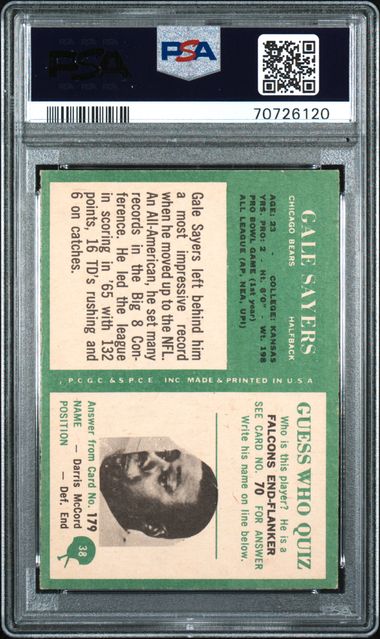 PSA
PSA
70726120
GALE SAYERS
CHICAGO BEARS HALFBACK
AGE: 23 COLLEGE: KANSAS
YRS. PRO: 2 Ht. 6'0" Wt. 198
PRO BOWL GAME (1st year)
ALL LEAGUE (AP, NEA, UPI)
Gale Sayers left behind him
a most impressive record
when he moved up to the NFL.
An All-American, he set many
records in the Big 8 Con-
ference. He led the league
in scoring in '65 with 132
points, 16 TD's rushing and
6 on catches.
P.C.G.C. & S.P.C.E. INC. MADE & PRINTED IN U.S.A
GUESS WHO QUIZ
Who is this player? He is a
FALCONS END-FLANKER
SEE CARD NO. 70 FOR ANSWER
Write his name on line below.
Answer from Card No. 179
NAME — Darris McCord
POSITION — Def. End
38